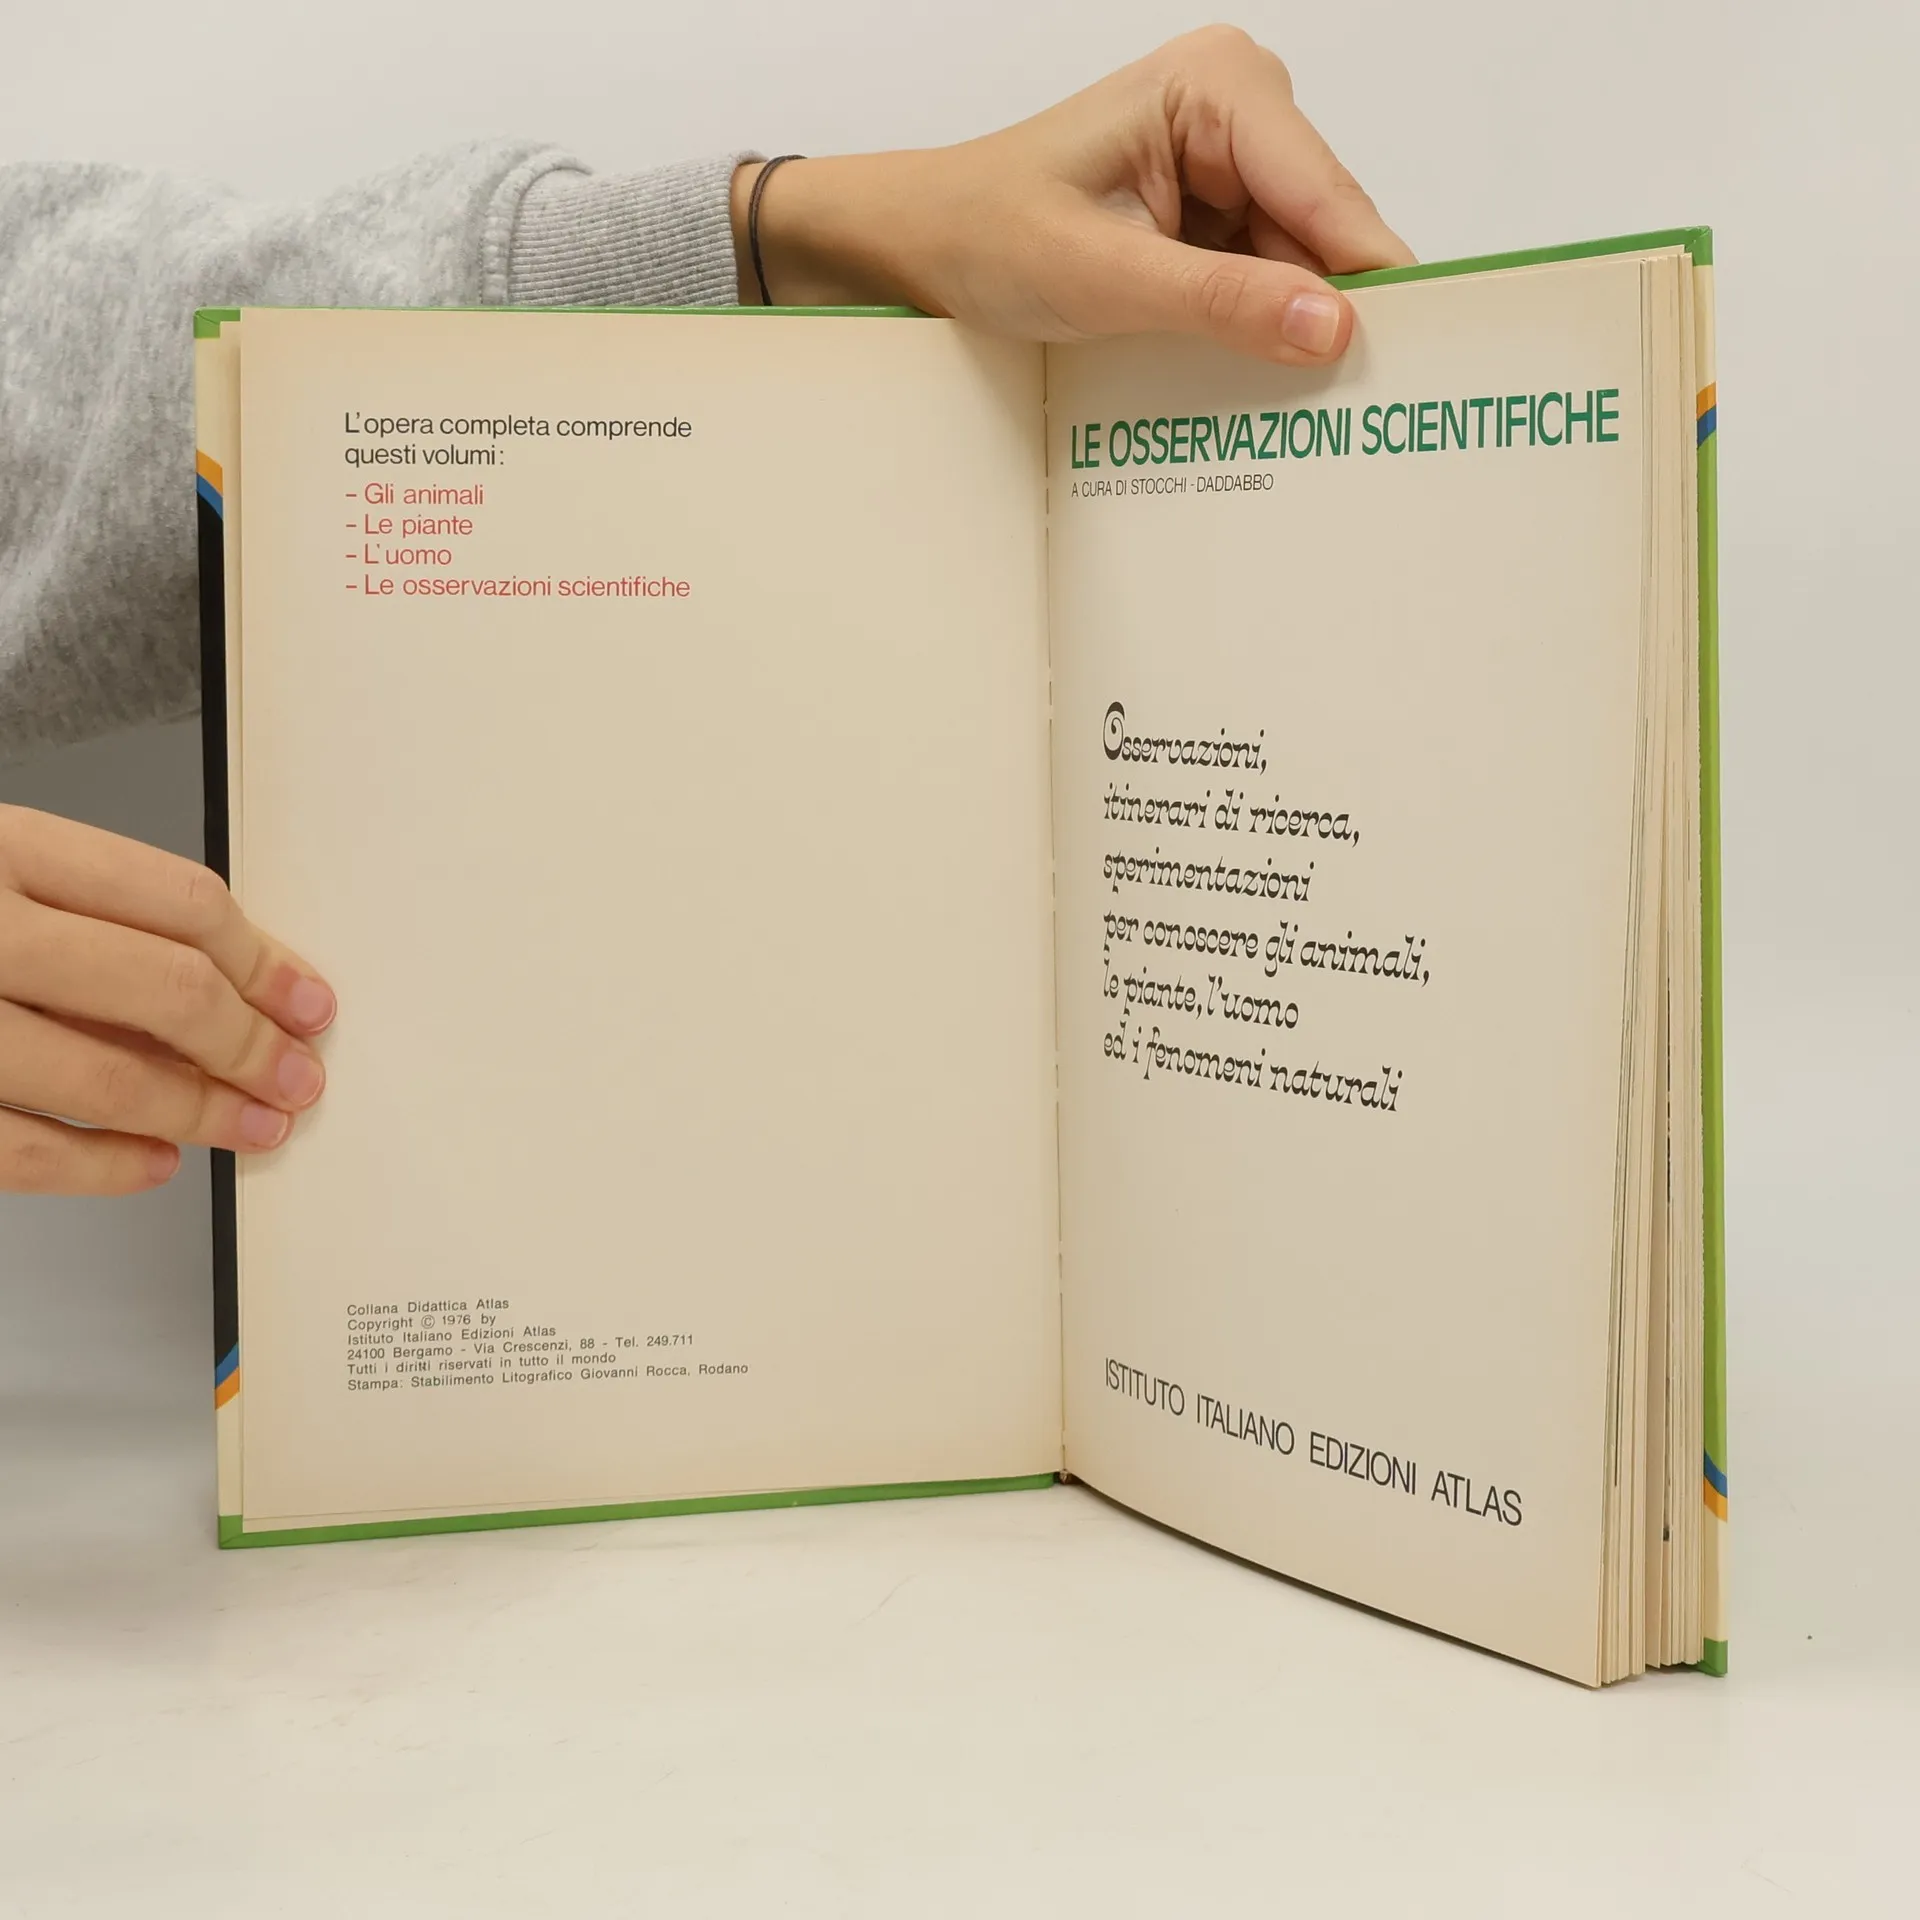 L'opera completa comprende
questi volumi:
– Gli animali
– Le piante
– L'uomo
– Le osservazioni scientifiche
Collana Didattica Atlas
Copyright © 1976 by
Istituto Italiano Edizioni Atlas
24100 Bergamo - Via Crescenzi, 88 - Tel. 249.711
Tutti i diritti riservati in tutto il mondo
Stampa: Stabilimento Litografico Giovanni Rocca, Rodano
LE OSSERVAZIONI SCIENTIFICHE
A CURA DI STOCCHI - DADDABBO
Osservazioni,
itinerari di ricerca,
sperimentazioni
per conoscere gli animali,
le piante, l'uomo
ed i fenomeni naturali
ISTITUTO ITALIANO EDIZIONI ATLAS